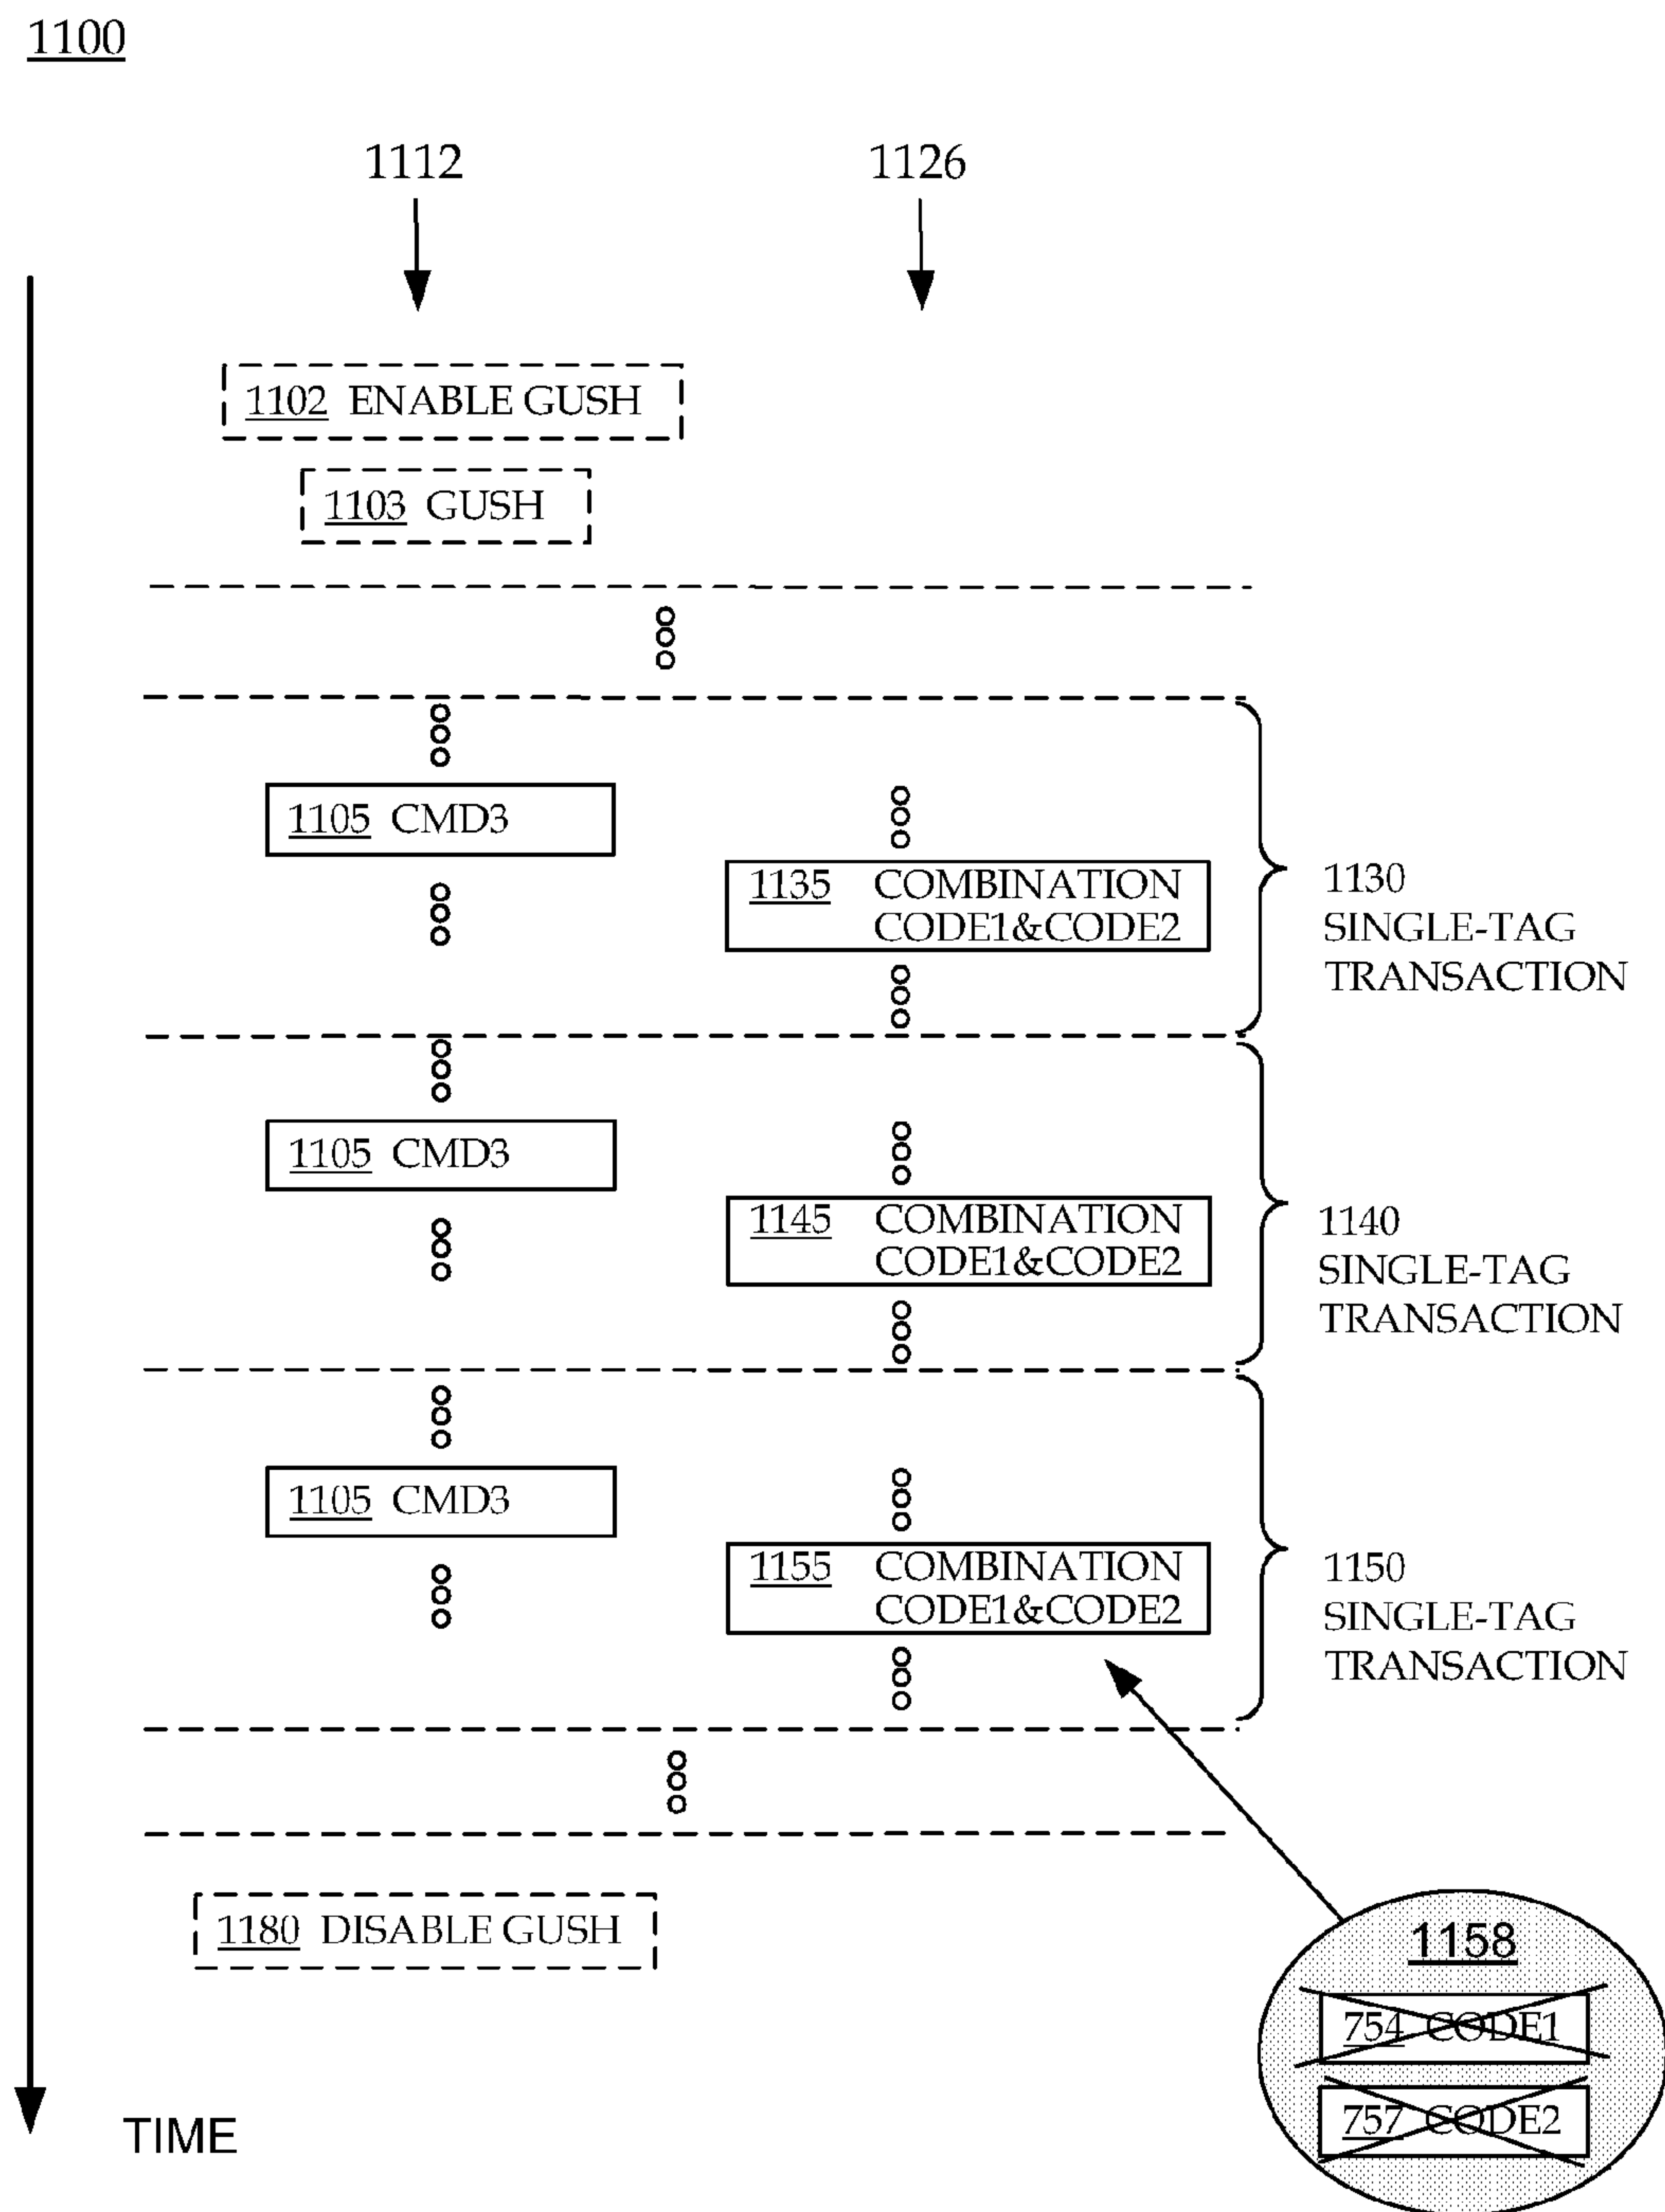 1100
1112 1126
1102 ENABLE GUSH
1103 GUSH
1105 CMD3
1135 COMBINATION
CODE1&CODE2
1130
SINGLE-TAG
TRANSACTION
1105 CMD3
1145 COMBINATION
CODE1&CODE2
1140
SINGLE-TAG
TRANSACTION
1105 CMD3
1155 COMBINATION
CODE1&CODE2
1150
SINGLE-TAG
TRANSACTION
1180 DISABLE GUSH
1158
754 CODE1
757 CODE2
TIME